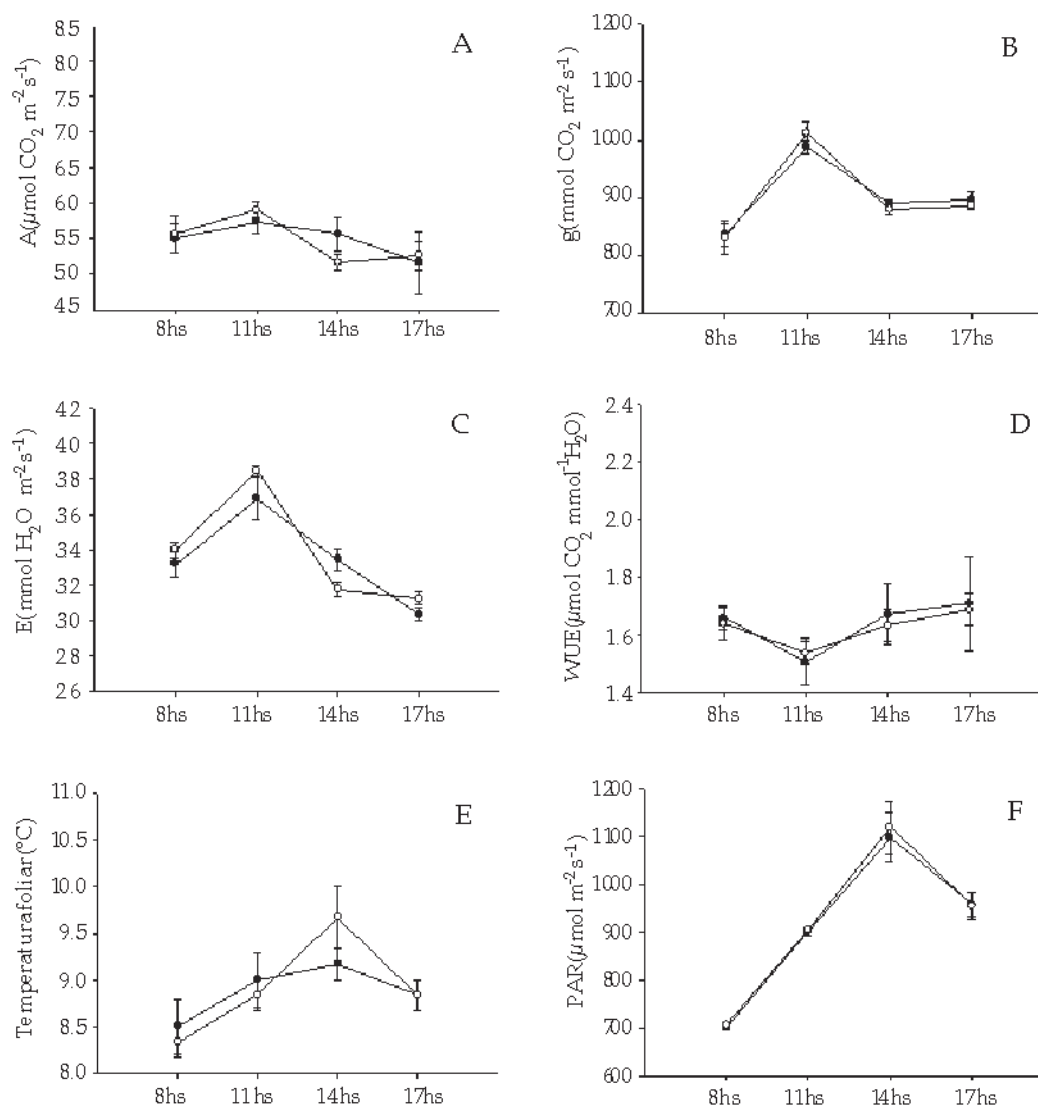 A
A(µmol CO₂ m⁻²s⁻¹)
8.5
8.0
7.5
7.0
6.5
6.0
5.5
5.0
4.5
8hs 11hs 14hs 17hs
B
g(mmol CO₂ m⁻²s⁻¹)
1200
1100
1000
900
800
700
8hs 11hs 14hs 17hs
C
E(mmol H₂O m⁻²s⁻¹)
4.2
4.0
3.8
3.6
3.4
3.2
3.0
2.8
2.6
8hs 11hs 14hs 17hs
D
WUE(µmol CO₂ mmol⁻¹H₂O)
2.4
2.2
2.0
1.8
1.6
1.4
8hs 11hs 14hs 17hs
E
Temperaturafoliar(ºC)
11.0
10.5
10.0
9.5
9.0
8.5
8.0
8hs 11hs 14hs 17hs
F
PAR(µmol m⁻²s⁻¹)
1200
1100
1000
900
800
700
600
8hs 11hs 14hs 17hs